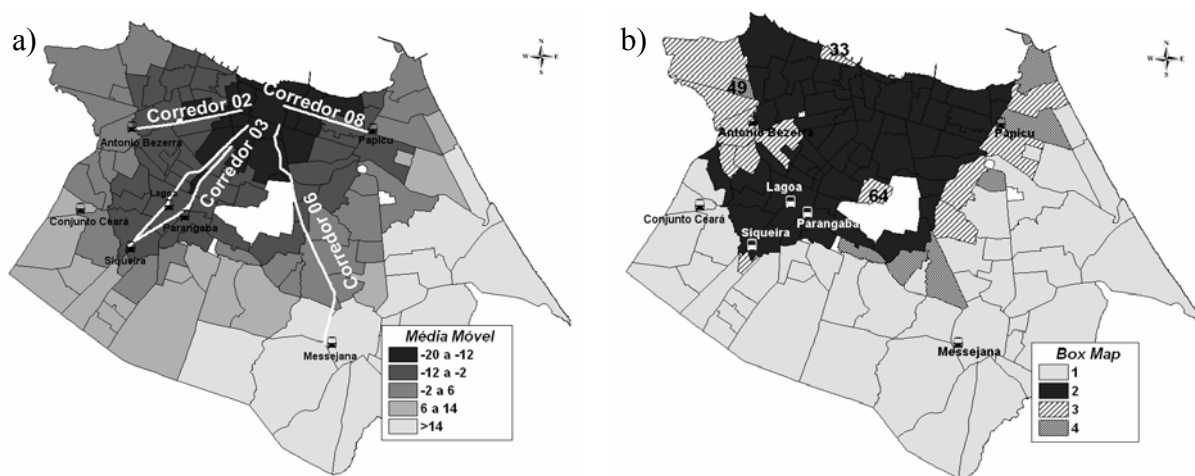 a)
N
W E
S
Corredor 02
Corredor 08
Corredor 03
Antonio Bezerra
Papicu
Lagoa
Conjunto Ceará
Parangaba
Corredor 06
Siqueira
Messejana
Média Móvel
-20 a -12
-12 a -2
-2 a 6
6 a 14
>14
b)
33
N
W E
S
49
Antonio Bezerra
Papicu
64
Lagoa
Conjunto Ceará
Parangaba
Siqueira
Messejana
Box Map
1
2
3
4